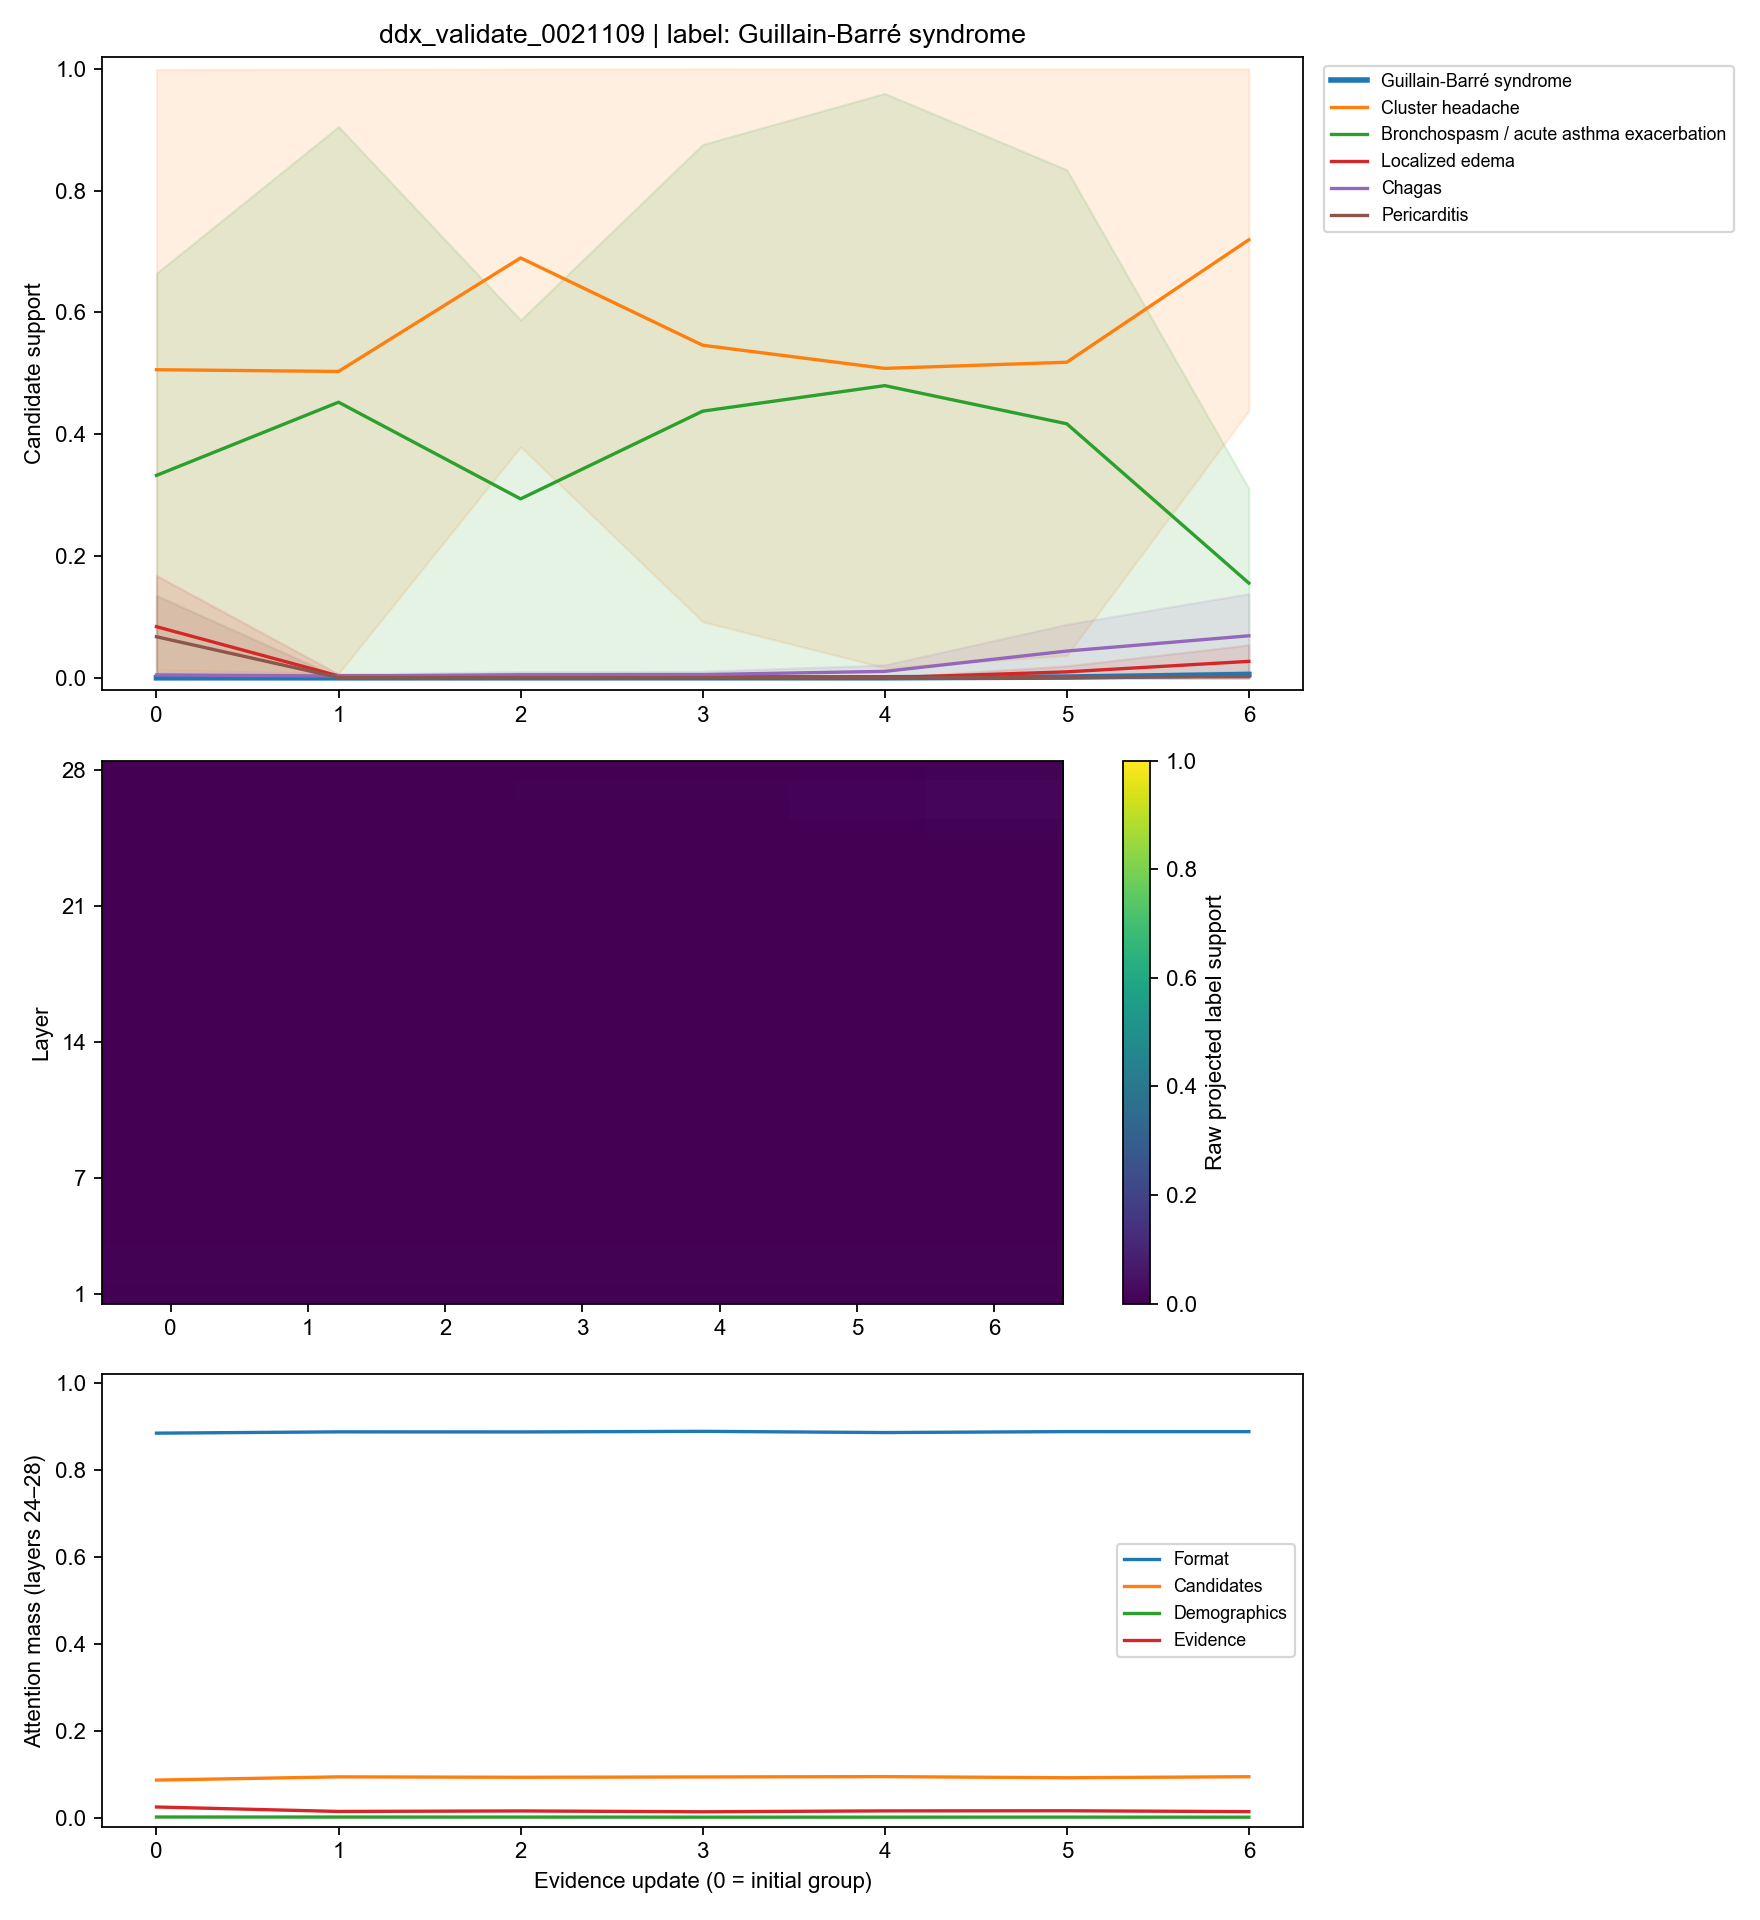 ddx_validate_0021109 | label: Guillain-Barré syndrome
Candidate support
1.0
0.8
0.6
0.4
0.2
0.0
0 1 2 3 4 5 6
Guillain-Barré syndrome
Cluster headache
Bronchospasm / acute asthma exacerbation
Localized edema
Chagas
Pericarditis
Layer
28
21
14
7
1
0 1 2 3 4 5 6
1.0
0.8
0.6
0.4
0.2
0.0
Raw projected label support
Attention mass (layers 24–28)
1.0
0.8
0.6
0.4
0.2
0.0
Format
Candidates
Demographics
Evidence
0 1 2 3 4 5 6
Evidence update (0 = initial group)